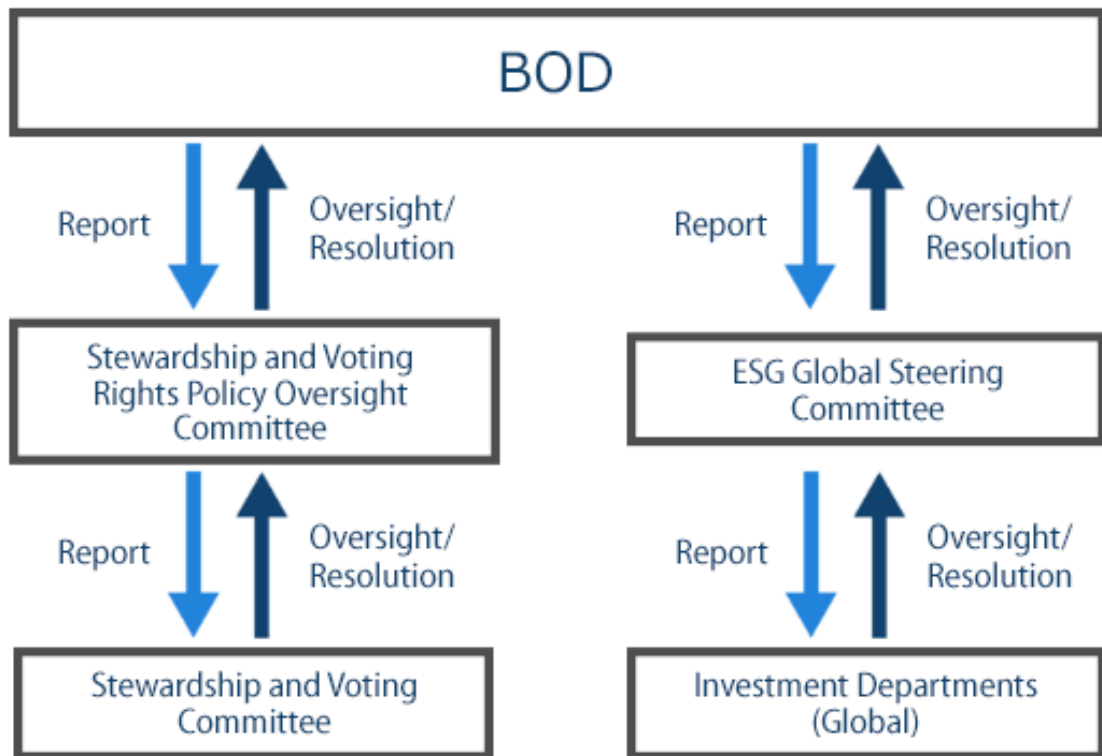 BOD
Report
Oversight/
Resolution
Report
Oversight/
Resolution
Stewardship and Voting
Rights Policy Oversight
Committee
ESG Global Steering
Committee
Report
Oversight/
Resolution
Report
Oversight/
Resolution
Stewardship and Voting
Committee
Investment Departments
(Global)